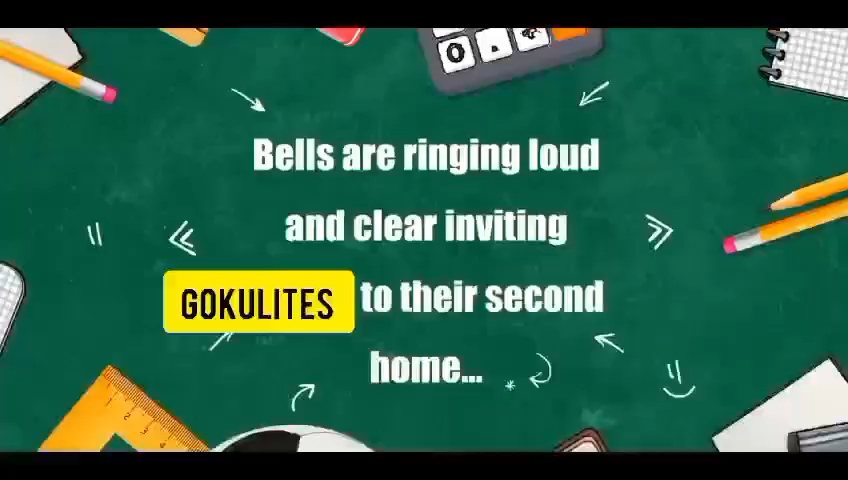 Bells are ringing loud
and clear inviting
GOKULITES to their second
home...